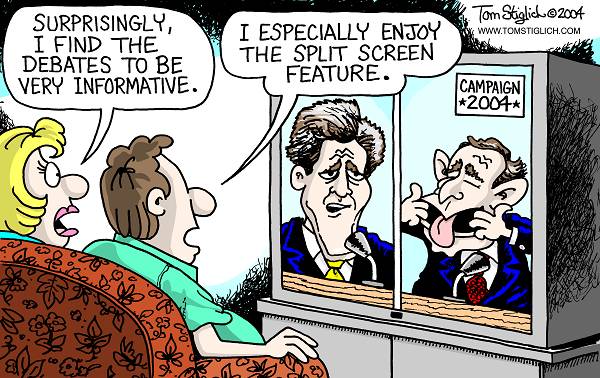 SURPRISINGLY,
I FIND THE
DEBATES TO BE
VERY INFORMATIVE.
I ESPECIALLY ENJOY
THE SPLIT SCREEN
FEATURE.
Tom Stiglich ©2004
WWW.TOMSTIGLICH.COM
CAMPAIGN
*2004*